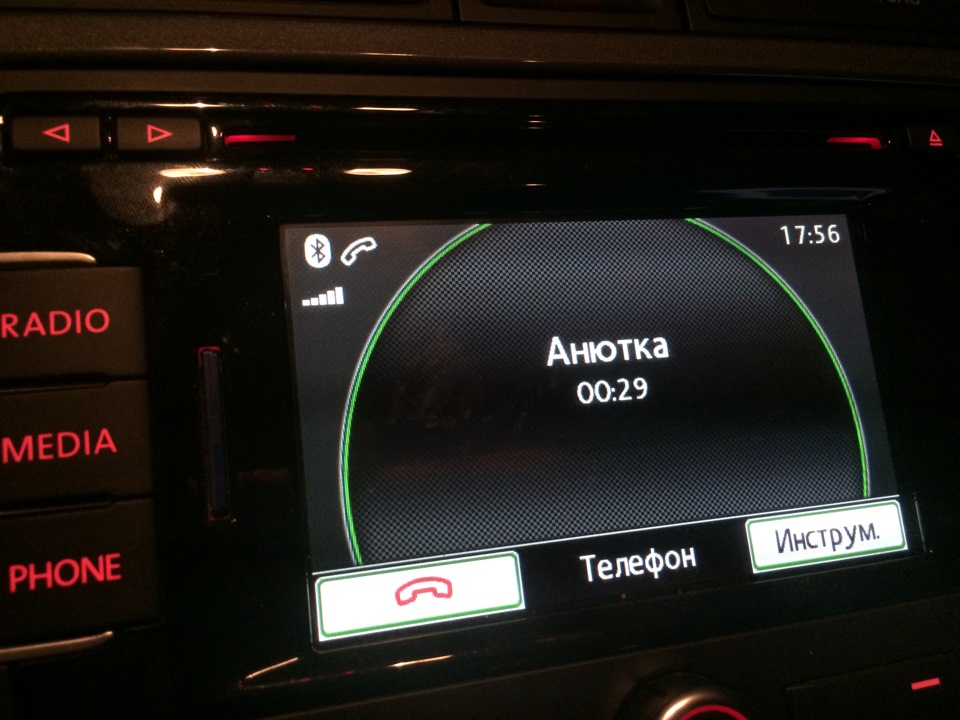 17:56
RADIO
Анютка
00:29
MEDIA
Инструм.
Телефон
PHONE